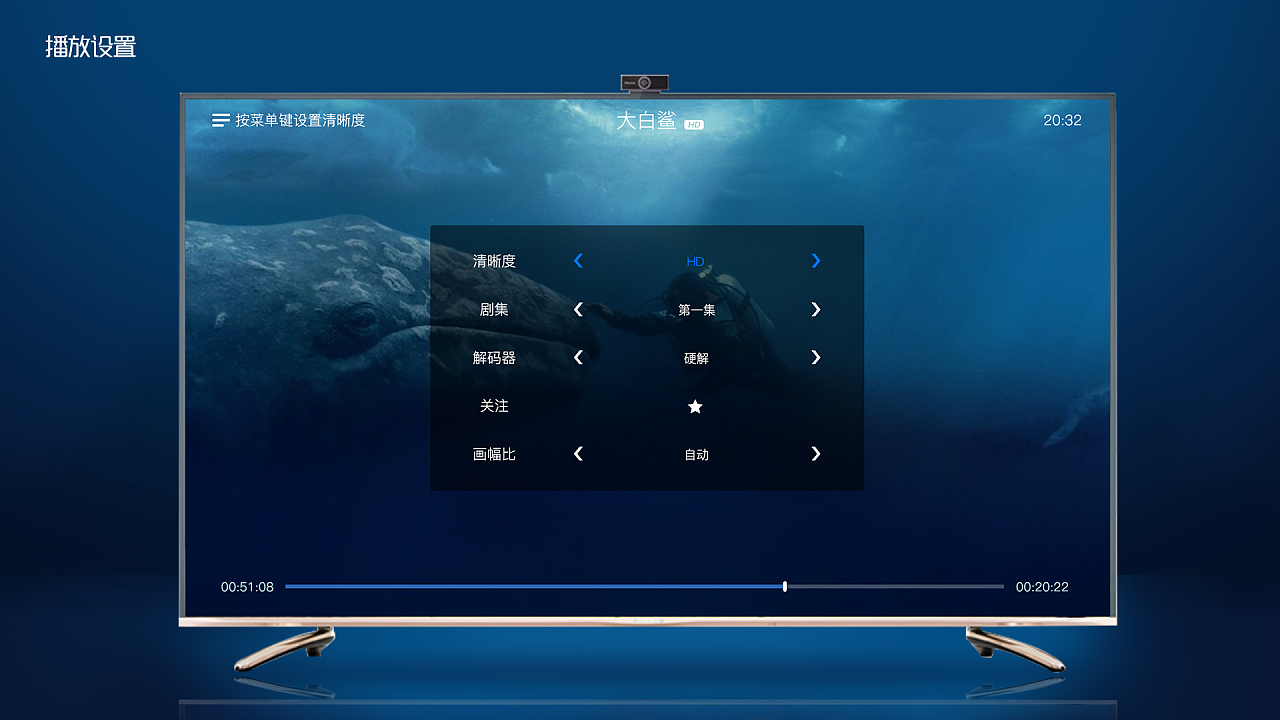 播放设置
按菜单键设置清晰度
大白鲨 HD
20:32
清晰度 HD
剧集 第一集
解码器 硬解
关注
画幅比 自动
00:51:08
00:20:22